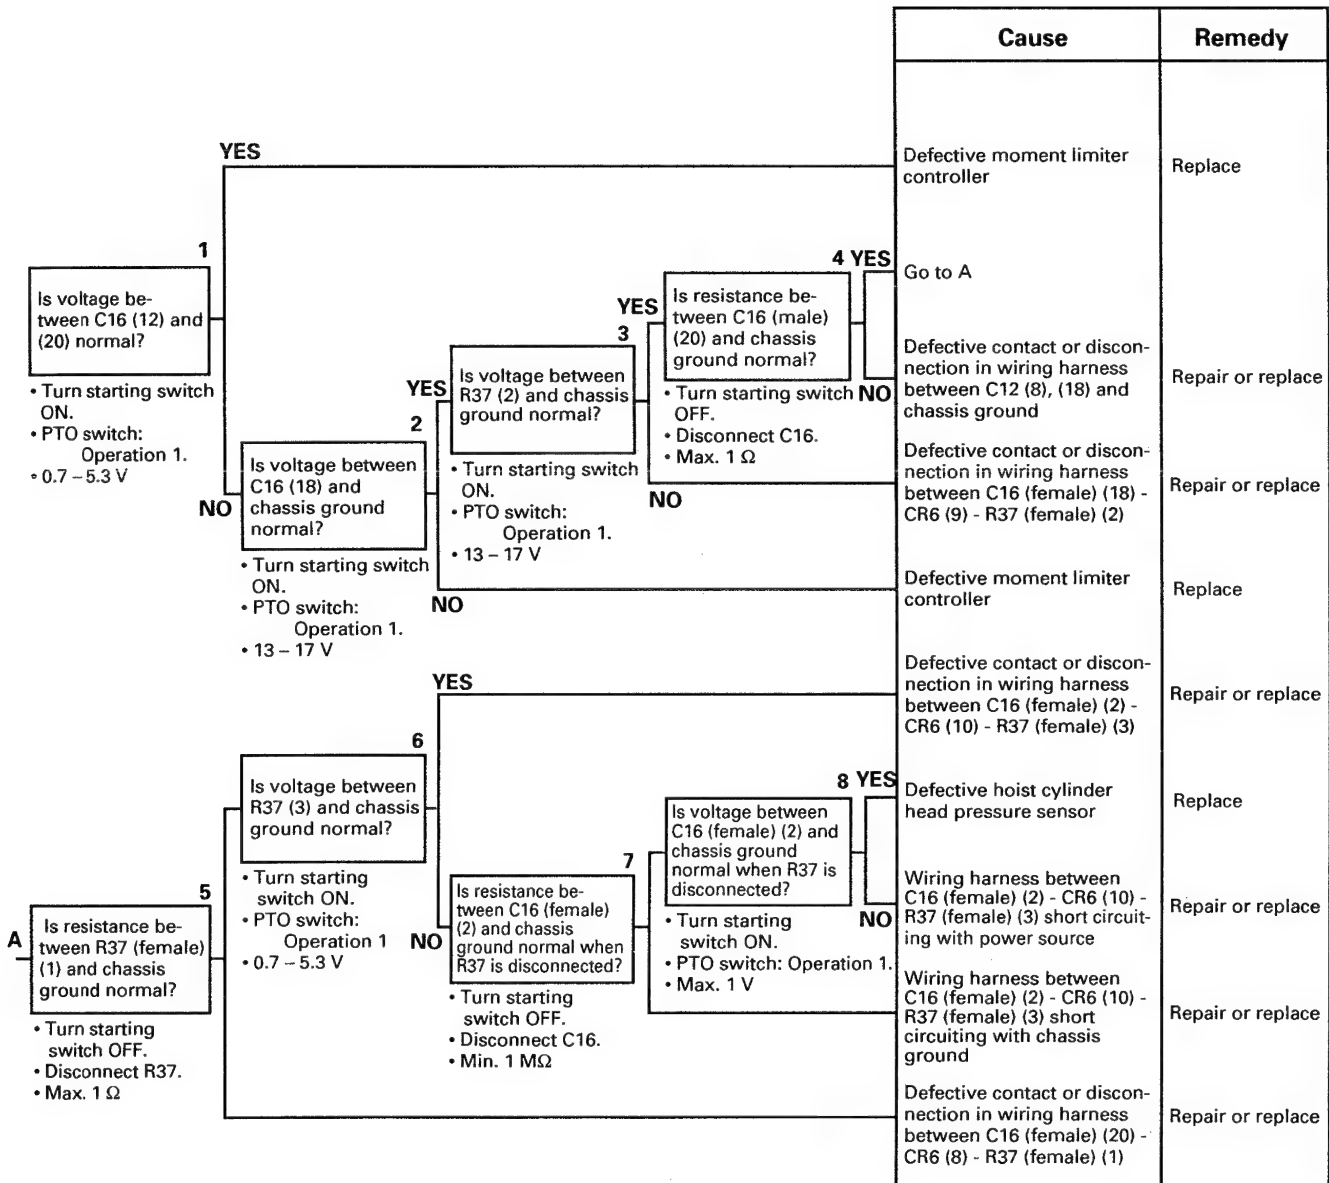 Cause
Remedy
YES
Defective moment limiter
controller
Replace
1
Is voltage be-
tween C16 (12) and
(20) normal?
• Turn starting switch
ON.
• PTO switch:
Operation 1.
• 0.7 – 5.3 V
NO
2
Is voltage between
C16 (18) and
chassis ground
normal?
• Turn starting switch
ON.
• PTO switch:
Operation 1.
• 13 – 17 V
YES
3
Is voltage between
R37 (2) and chassis
ground normal?
• Turn starting switch
ON.
• PTO switch:
Operation 1.
• 13 – 17 V
YES
4
Is resistance be-
tween C16 (male)
(20) and chassis
ground normal?
• Turn starting switch
OFF.
• Disconnect C16.
• Max. 1 Ω
YES
Go to A
NO
Defective contact or discon-
nection in wiring harness
between C12 (8), (18) and
chassis ground
Repair or replace
NO
Defective contact or discon-
nection in wiring harness
between C16 (female) (18) -
CR6 (9) - R37 (female) (2)
Repair or replace
NO
Defective moment limiter
controller
Replace
A
5
Is resistance be-
tween R37 (female)
(1) and chassis
ground normal?
• Turn starting
switch OFF.
• Disconnect R37.
• Max. 1 Ω
6
Is voltage between
R37 (3) and chassis
ground normal?
• Turn starting
switch ON.
• PTO switch:
Operation 1
• 0.7 – 5.3 V
YES
Defective contact or discon-
nection in wiring harness
between C16 (female) (2) -
CR6 (10) - R37 (female) (3)
Repair or replace
NO
7
Is resistance be-
tween C16 (female)
(2) and chassis
ground normal when
R37 is disconnected?
• Turn starting
switch OFF.
• Disconnect C16.
• Min. 1 MΩ
8
Is voltage between
C16 (female) (2) and
chassis ground
normal when R37 is
disconnected?
• Turn starting
switch ON.
• PTO switch: Operation 1.
• Max. 1 V
YES
Defective hoist cylinder
head pressure sensor
Replace
NO
Wiring harness between
C16 (female) (2) - CR6 (10) -
R37 (female) (3) short circuit-
ing with power source
Repair or replace
Wiring harness between
C16 (female) (2) - CR6 (10) -
R37 (female) (3) short
circuiting with chassis
ground
Repair or replace
Defective contact or discon-
nection in wiring harness
between C16 (female) (20) -
CR6 (8) - R37 (female) (1)
Repair or replace